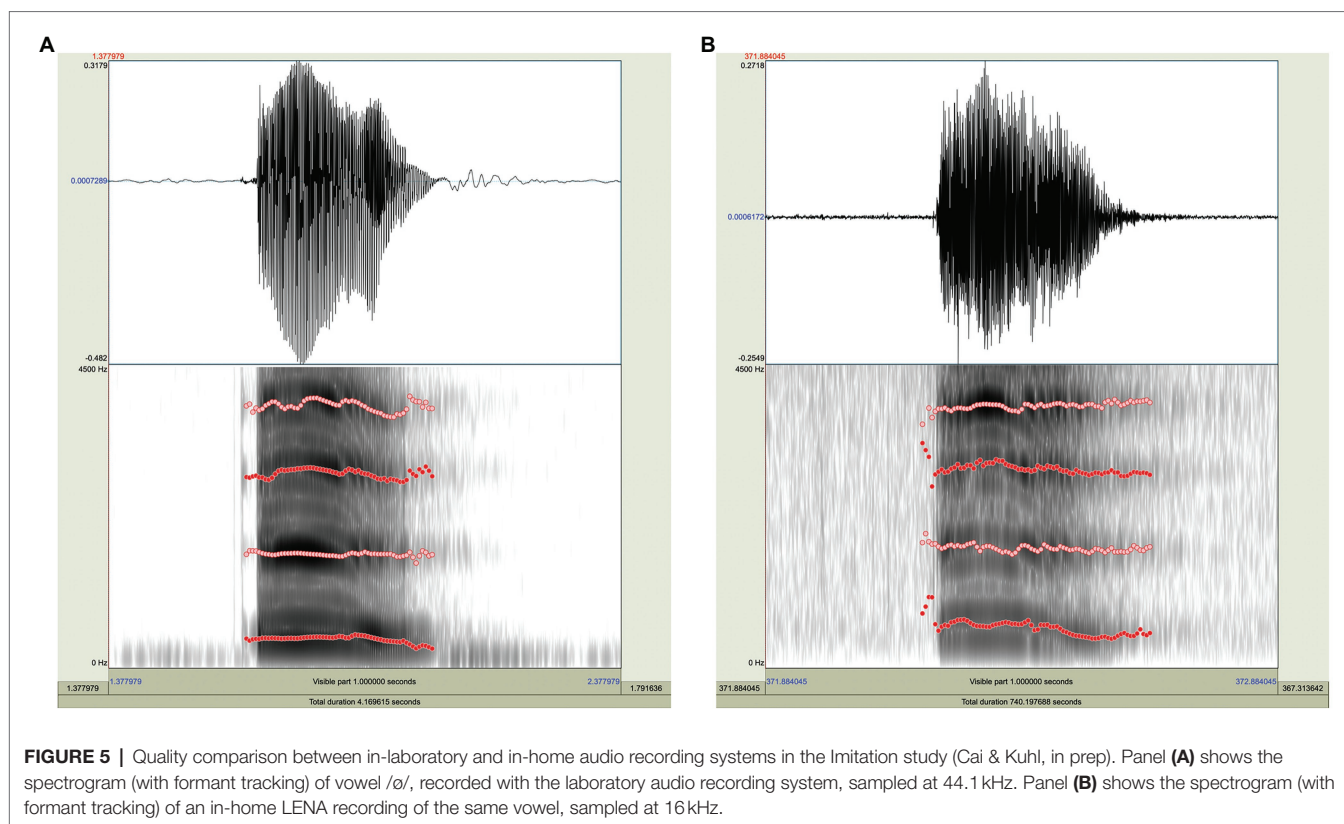 A
1.377979
0.3179
0.0007289
-0.482
4500 Hz
0 Hz
1.377979 Visible part 1.000000 seconds 2.377979
1.377979 Total duration 4.169615 seconds 1.791636
B
371.884045
0.2718
0.0006172
-0.2549
4500 Hz
0 Hz
371.884045 Visible part 1.000000 seconds 372.884045
371.884045 Total duration 740.197688 seconds 367.313642
FIGURE 5 | Quality comparison between in-laboratory and in-home audio recording systems in the Imitation study (Cai & Kuhl, in prep). Panel (A) shows the
spectrogram (with formant tracking) of vowel /ø/, recorded with the laboratory audio recording system, sampled at 44.1 kHz. Panel (B) shows the spectrogram (with
formant tracking) of an in-home LENA recording of the same vowel, sampled at 16 kHz.